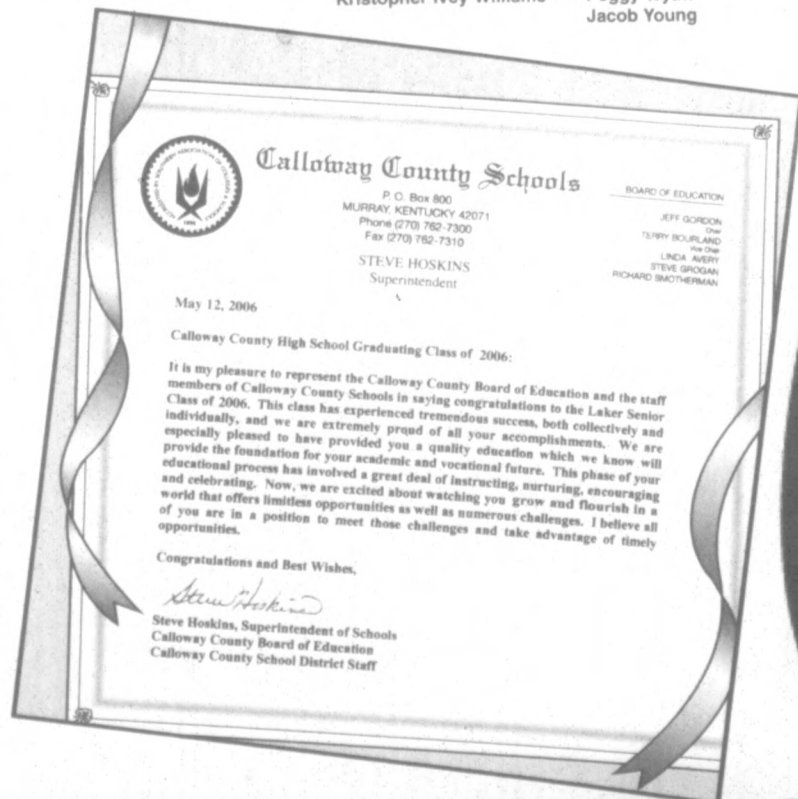 Jacob Young
Calloway County Schools
P. O. Box 800
MURRAY, KENTUCKY 42071
Phone (270) 762-7300
Fax (270) 762-7310
STEVE HOSKINS
Superintendent
BOARD OF EDUCATION
JEFF GORDON
Chair
TERRY BOURLAND
Vice Chair
LINDA AVERY
STEVE GROGAN
RICHARD SMOTHERMAN
May 12, 2006
Calloway County High School Graduating Class of 2006:
It is my pleasure to represent the Calloway County Board of Education and the staff
members of Calloway County Schools in saying congratulations to the Laker Senior
Class of 2006. This class has experienced tremendous success, both collectively and
individually, and we are extremely proud of all your accomplishments. We are
especially pleased to have provided you a quality education which we know will
provide the foundation for your academic and vocational future. This phase of your
educational process has involved a great deal of instructing, nurturing, encouraging
and celebrating. Now, we are excited about watching you grow and flourish in a
world that offers limitless opportunities as well as numerous challenges. I believe all
of you are in a position to meet those challenges and take advantage of timely
opportunities.
Congratulations and Best Wishes,
Steve Hoskins
Steve Hoskins, Superintendent of Schools
Calloway County Board of Education
Calloway County School District Staff